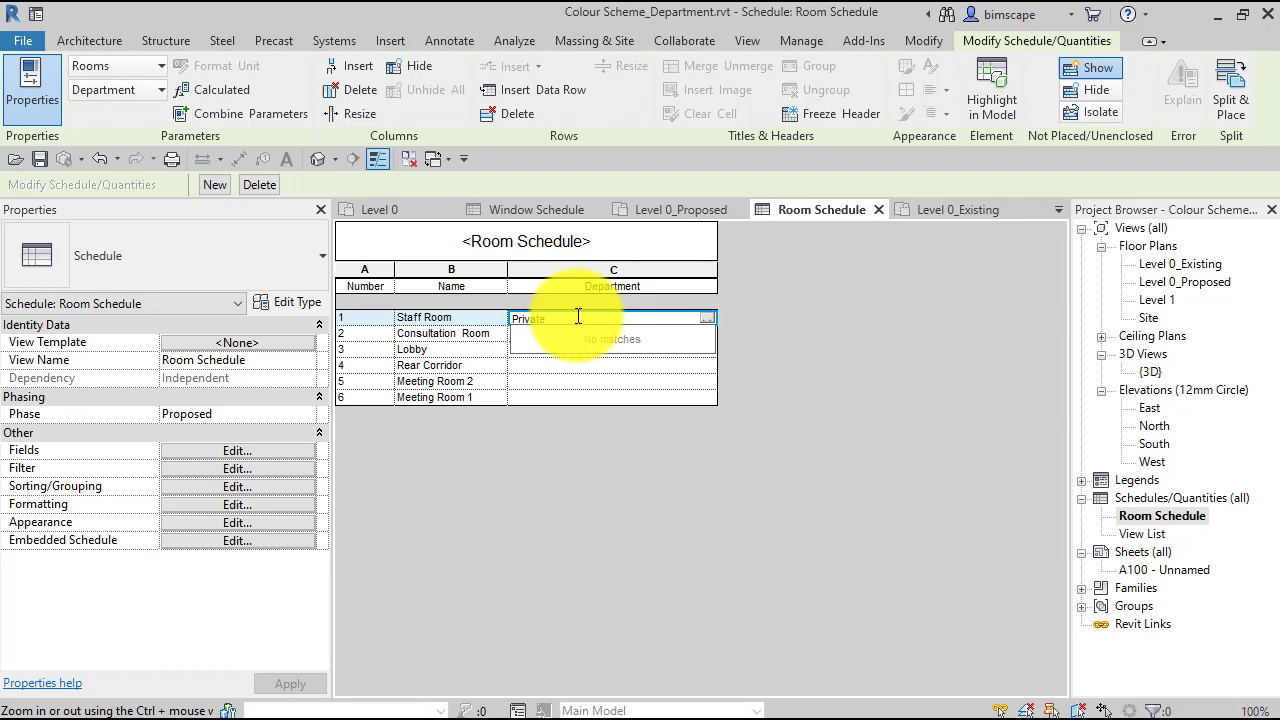 Colour Scheme_Department.rvt - Schedule: Room Schedule
bimscape
File Architecture Structure Steel Precast Systems Insert Annotate Analyze Massing & Site Collaborate View Manage Add-Ins Modify Modify Schedule/Quantities
Properties
Rooms
Department
Format Unit
Calculated
Combine Parameters
Insert
Delete
Resize
Hide
Unhide All
Insert
Insert Data Row
Delete
Resize
Merge Unmerge
Insert Image
Clear Cell
Group
Ungroup
Freeze Header
Highlight
in Model
Show
Hide
Isolate
Explain
Split &
Place
Properties Parameters Columns Rows Titles & Headers Appearance Element Not Placed/Unenclosed Error Split
Modify Schedule/Quantities New Delete
Properties
Schedule
Schedule: Room Schedule Edit Type
Identity Data
View Template <None>
View Name Room Schedule
Dependency Independent
Phasing
Phase Proposed
Other
Fields Edit...
Filter Edit...
Sorting/Grouping Edit...
Formatting Edit...
Appearance Edit...
Embedded Schedule Edit...
Properties help Apply
Level 0 Window Schedule Level 0_Proposed Room Schedule Level 0_Existing
<Room Schedule>
A B C
Number Name Department
1 Staff Room Private
No matches
2 Consultation Room
3 Lobby
4 Rear Corridor
5 Meeting Room 2
6 Meeting Room 1
Project Browser - Colour Scheme...
Views (all)
Floor Plans
Level 0_Existing
Level 0_Proposed
Level 1
Site
Ceiling Plans
3D Views
{3D}
Elevations (12mm Circle)
East
North
South
West
Legends
Schedules/Quantities (all)
Room Schedule
View List
Sheets (all)
A100 - Unnamed
Families
Groups
Revit Links
Zoom in or out using the Ctrl + mouse w :0 Main Model :0 100%